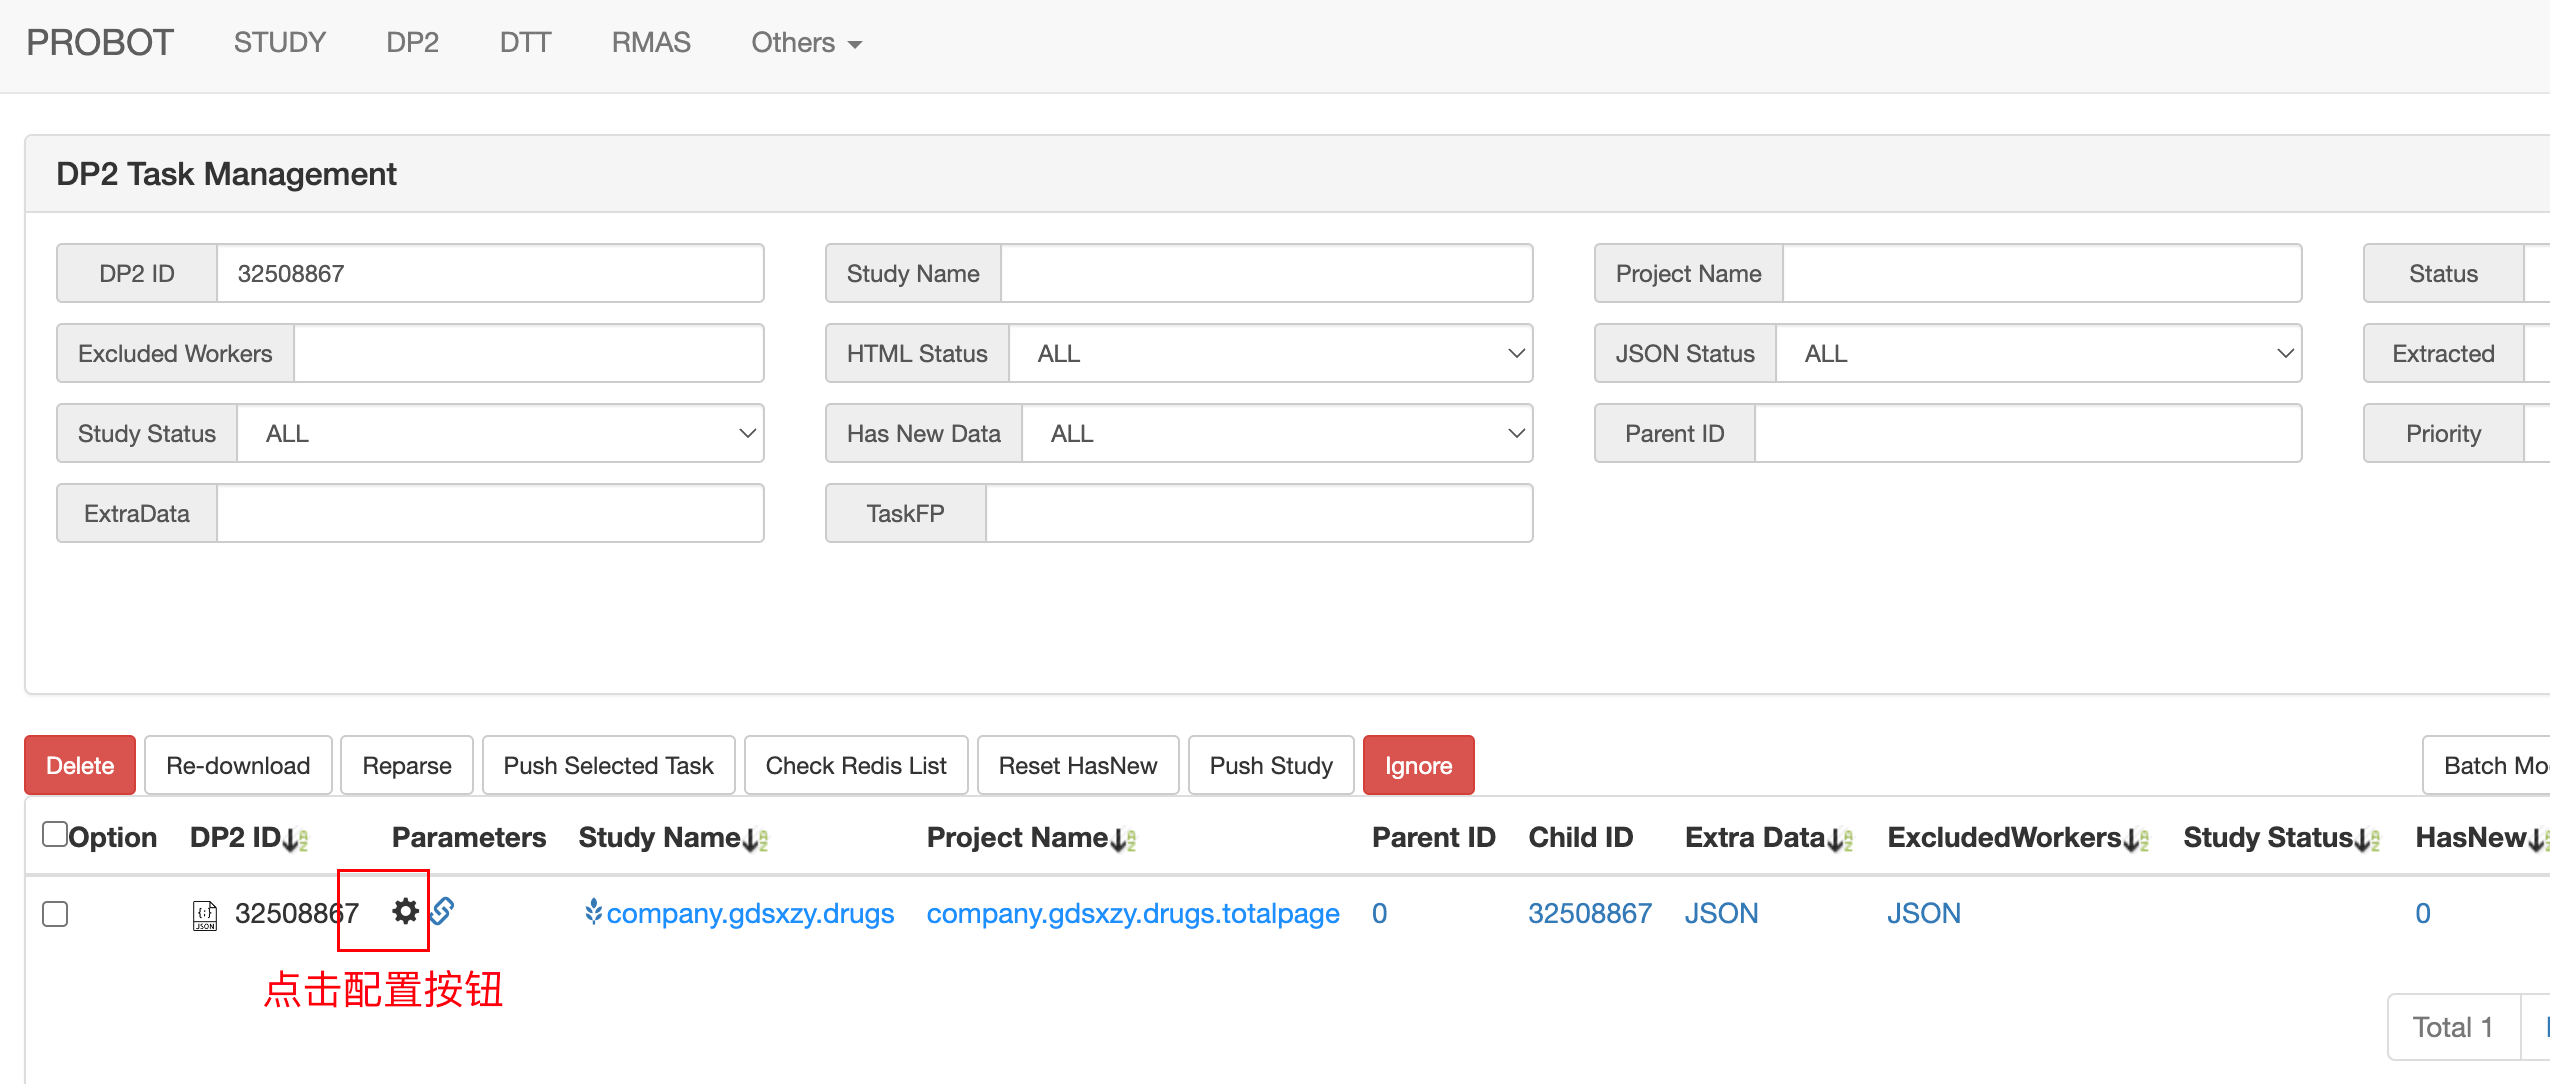 PROBOT STUDY DP2 DTT RMAS Others
DP2 Task Management
DP2 ID 32508867 Study Name Project Name Status
Excluded Workers HTML Status ALL JSON Status ALL Extracted
Study Status ALL Has New Data ALL Parent ID Priority
ExtraData TaskFP
Delete Re-download Reparse Push Selected Task Check Redis List Reset HasNew Push Study Ignore Batch Mo
Option DP2 ID Parameters Study Name Project Name Parent ID Child ID Extra Data ExcludedWorkers Study Status HasNew
JSON 32508867 company.gdsxzy.drugs company.gdsxzy.drugs.totalpage 0 32508867 JSON JSON 0
点击配置按钮
Total 1